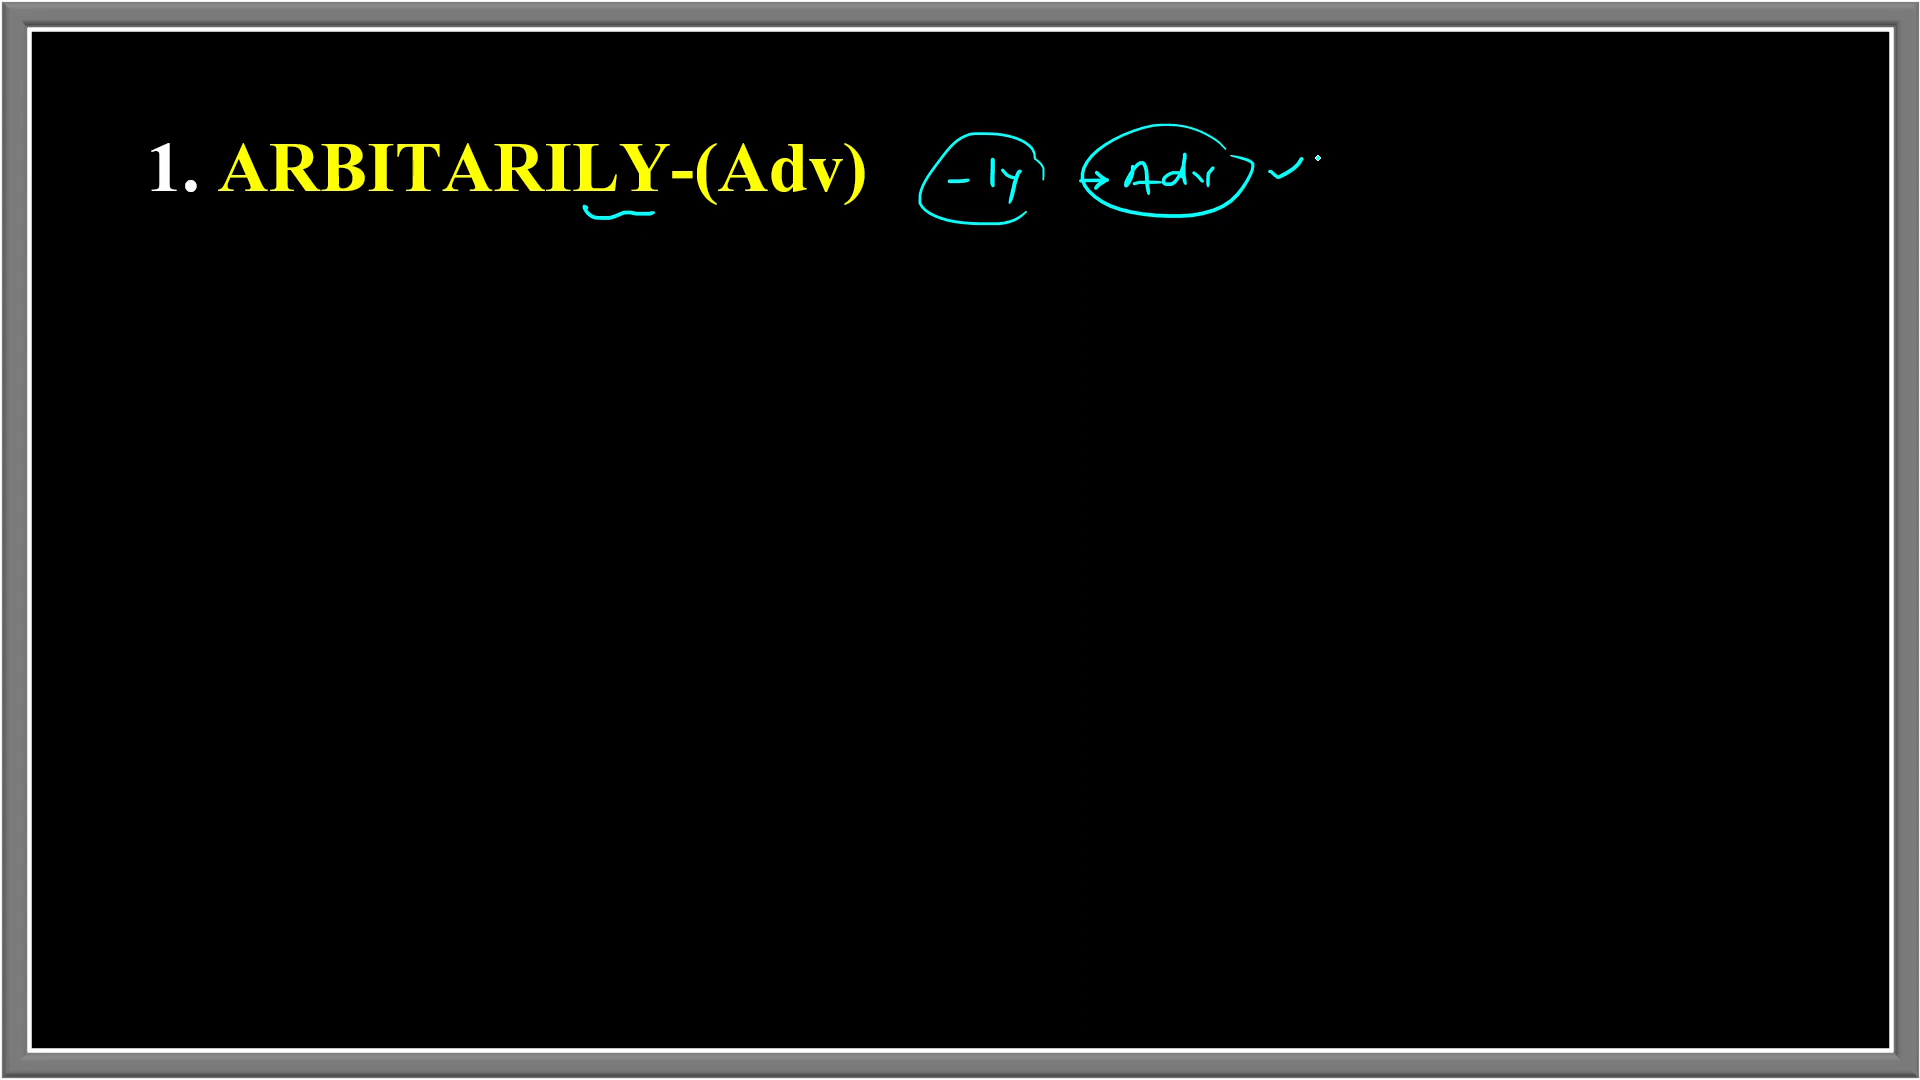 1. ARBITARILY-(Adv) -ly → Adv ✓